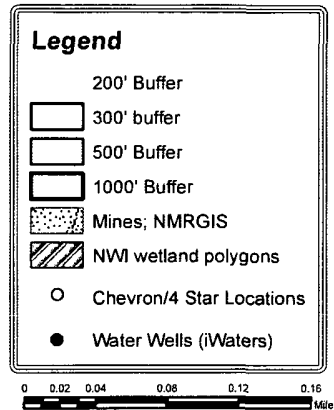 Legend
200' Buffer
300' buffer
500' Buffer
1000' Buffer
Mines; NMRGIS
NWI wetland polygons
Chevron/4 Star Locations
Water Wells (iWaters)
0 0.02 0.04 0.08 0.12 0.16
Mile